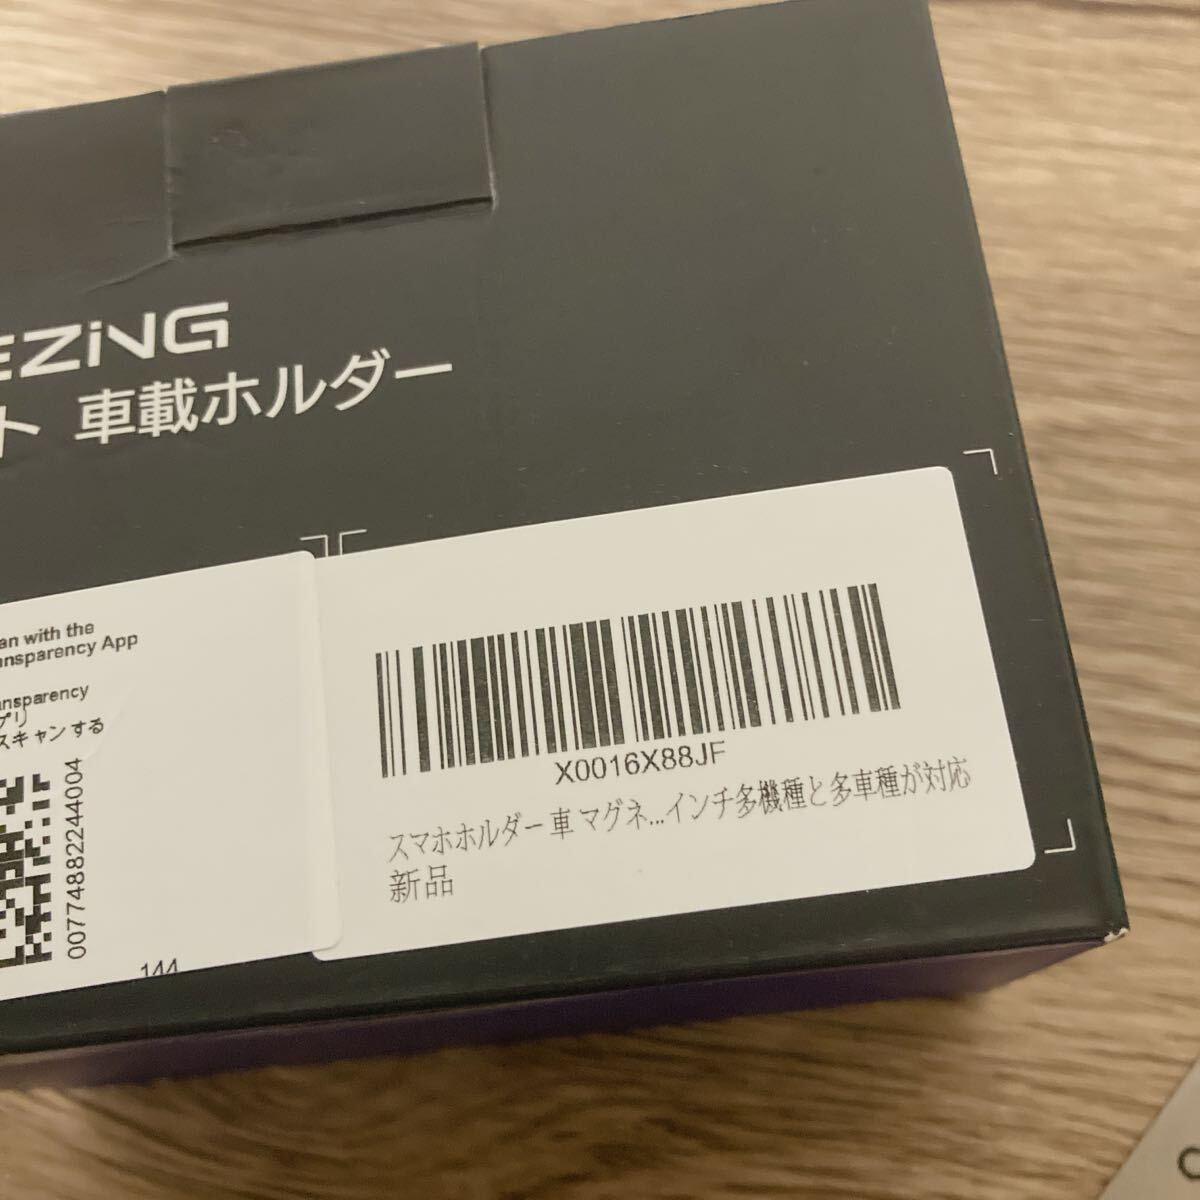 EZiNG
ト 車載ホルダー
an with the
ansparency App
ansparency
プリ
スキャンする
00774882244004
144
X0016X88JF
スマホホルダー 車 マグネ...インチ多機種と多車種が対応
新品